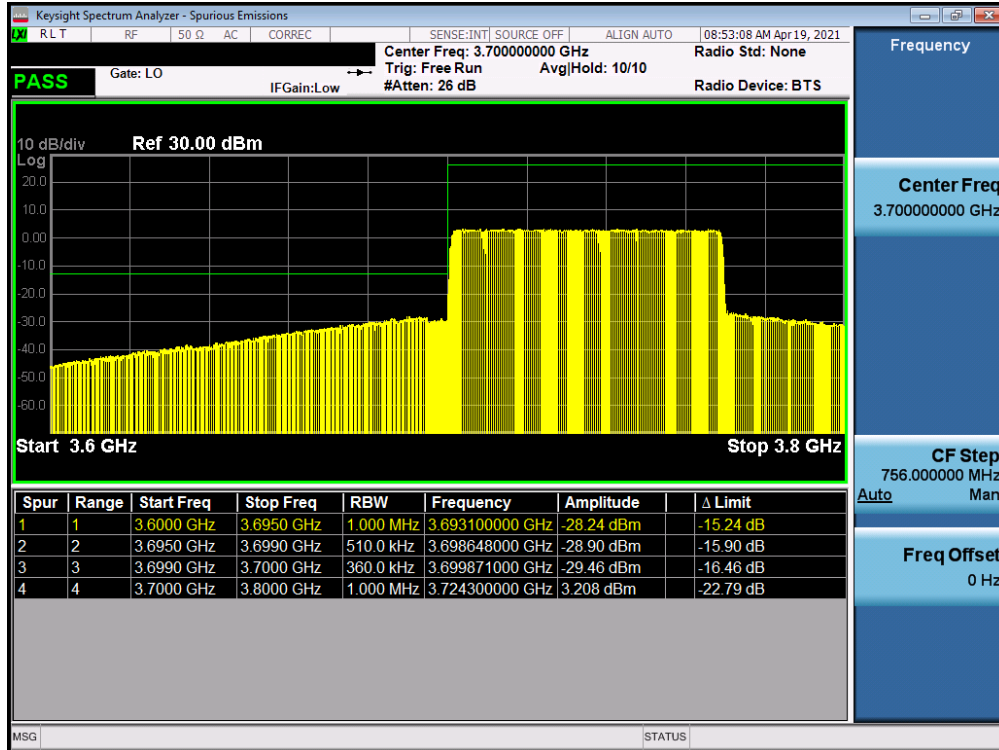 Keysight Spectrum Analyzer - Spurious Emissions
LXI RLT RF 50 Ω AC CORREC SENSE:INT SOURCE OFF ALIGN AUTO 08:53:08 AM Apr 19, 2021
Center Freq: 3.700000000 GHz Radio Std: None
Gate: LO Trig: Free Run Avg|Hold: 10/10
PASS IFGain:Low #Atten: 26 dB Radio Device: BTS
Frequency
10 dB/div Ref 30.00 dBm
Log
20.0
10.0
0.00
-10.0
-20.0
-30.0
-40.0
-50.0
-60.0
Start 3.6 GHz Stop 3.8 GHz
Spur Range Start Freq Stop Freq RBW Frequency Amplitude Δ Limit
1 1 3.6000 GHz 3.6950 GHz 1.000 MHz 3.693100000 GHz -28.24 dBm -15.24 dB
2 2 3.6950 GHz 3.6990 GHz 510.0 kHz 3.698648000 GHz -28.90 dBm -15.90 dB
3 3 3.6990 GHz 3.7000 GHz 360.0 kHz 3.699871000 GHz -29.46 dBm -16.46 dB
4 4 3.7000 GHz 3.8000 GHz 1.000 MHz 3.724300000 GHz 3.208 dBm -22.79 dB
Center Freq
3.700000000 GHz
CF Step
756.000000 MHz
Auto Man
Freq Offset
0 Hz
MSG STATUS